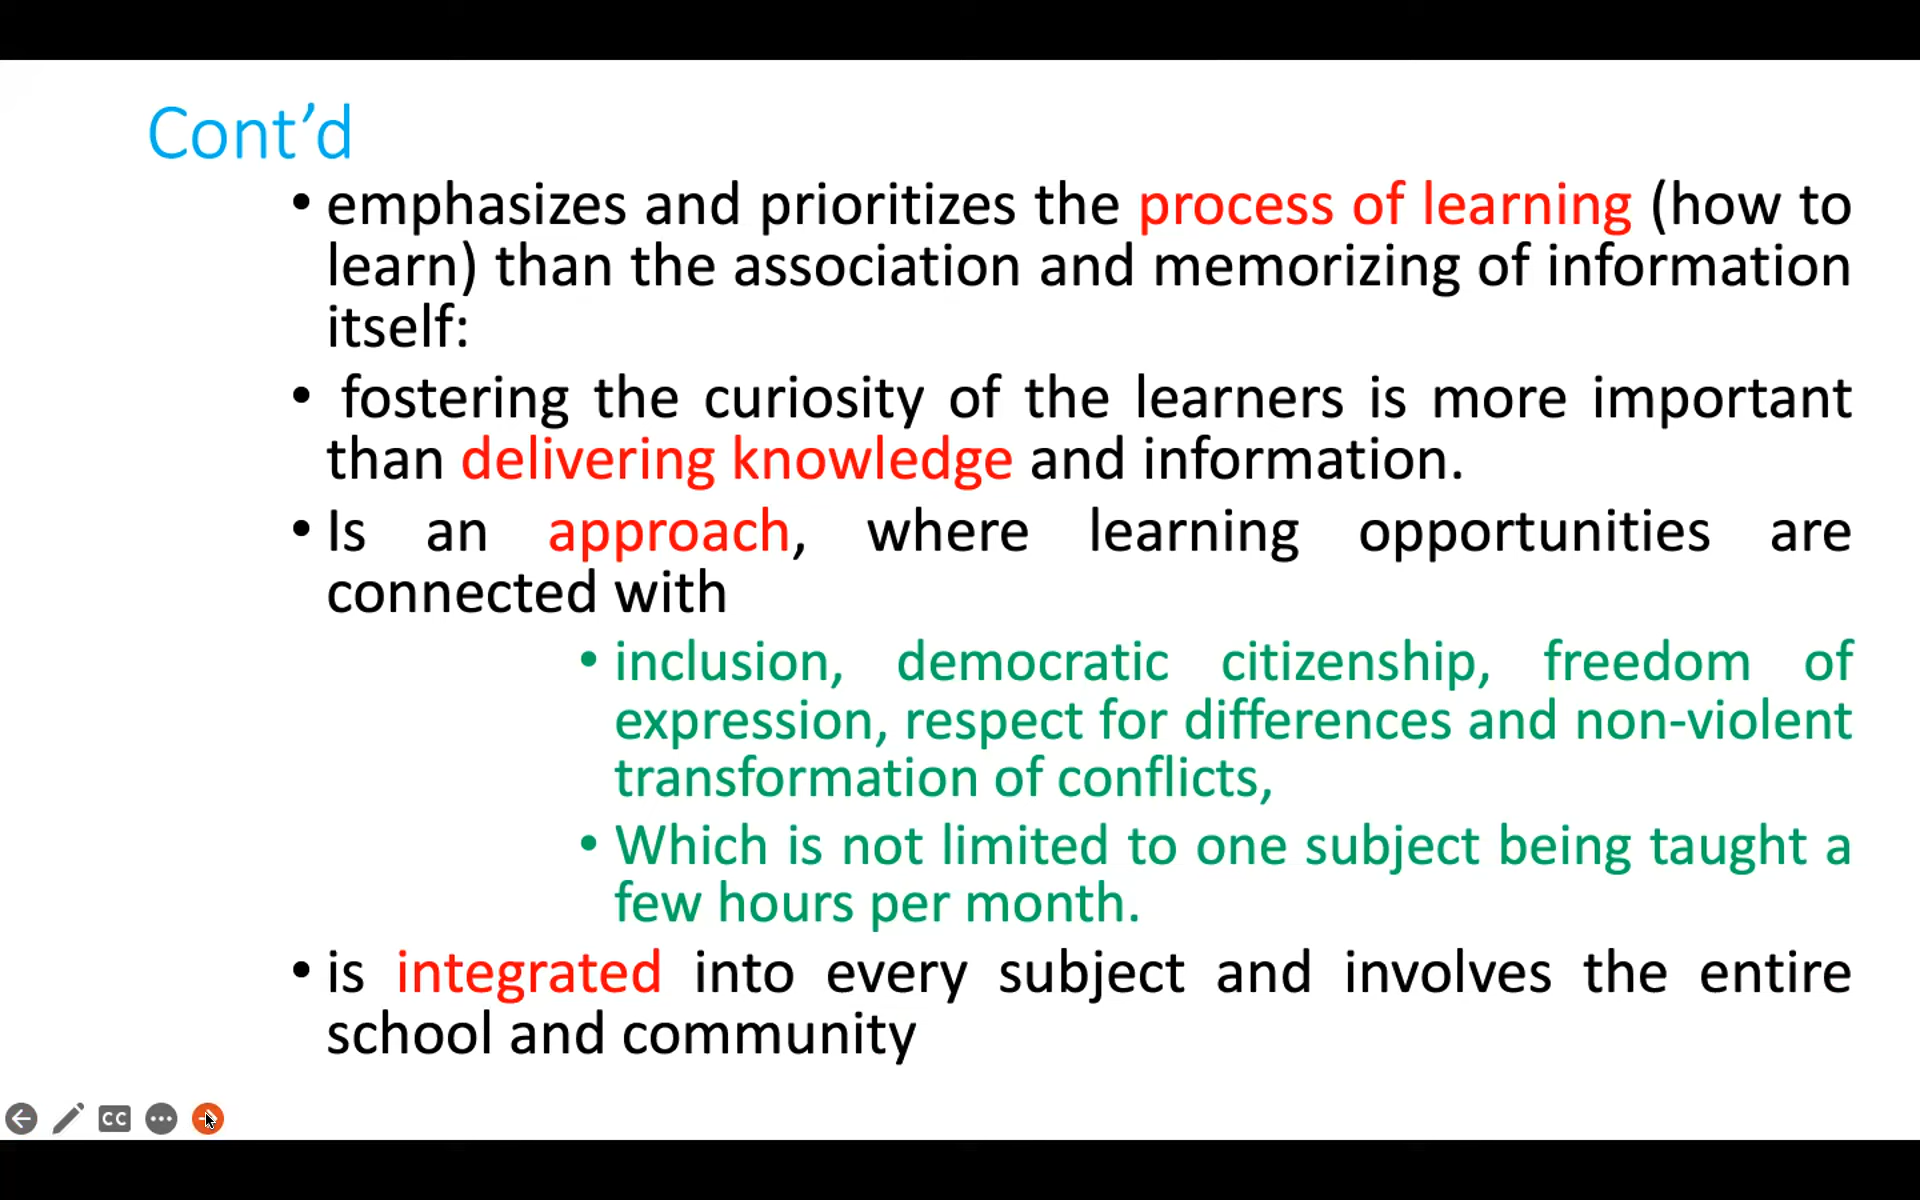 Cont’d
• emphasizes and prioritizes the process of learning (how to
learn) than the association and memorizing of information
itself:
• fostering the curiosity of the learners is more important
than delivering knowledge and information.
• Is an approach, where learning opportunities are
connected with
• inclusion, democratic citizenship, freedom of
expression, respect for differences and non-violent
transformation of conflicts,
• Which is not limited to one subject being taught a
few hours per month.
• is integrated into every subject and involves the entire
school and community
CC